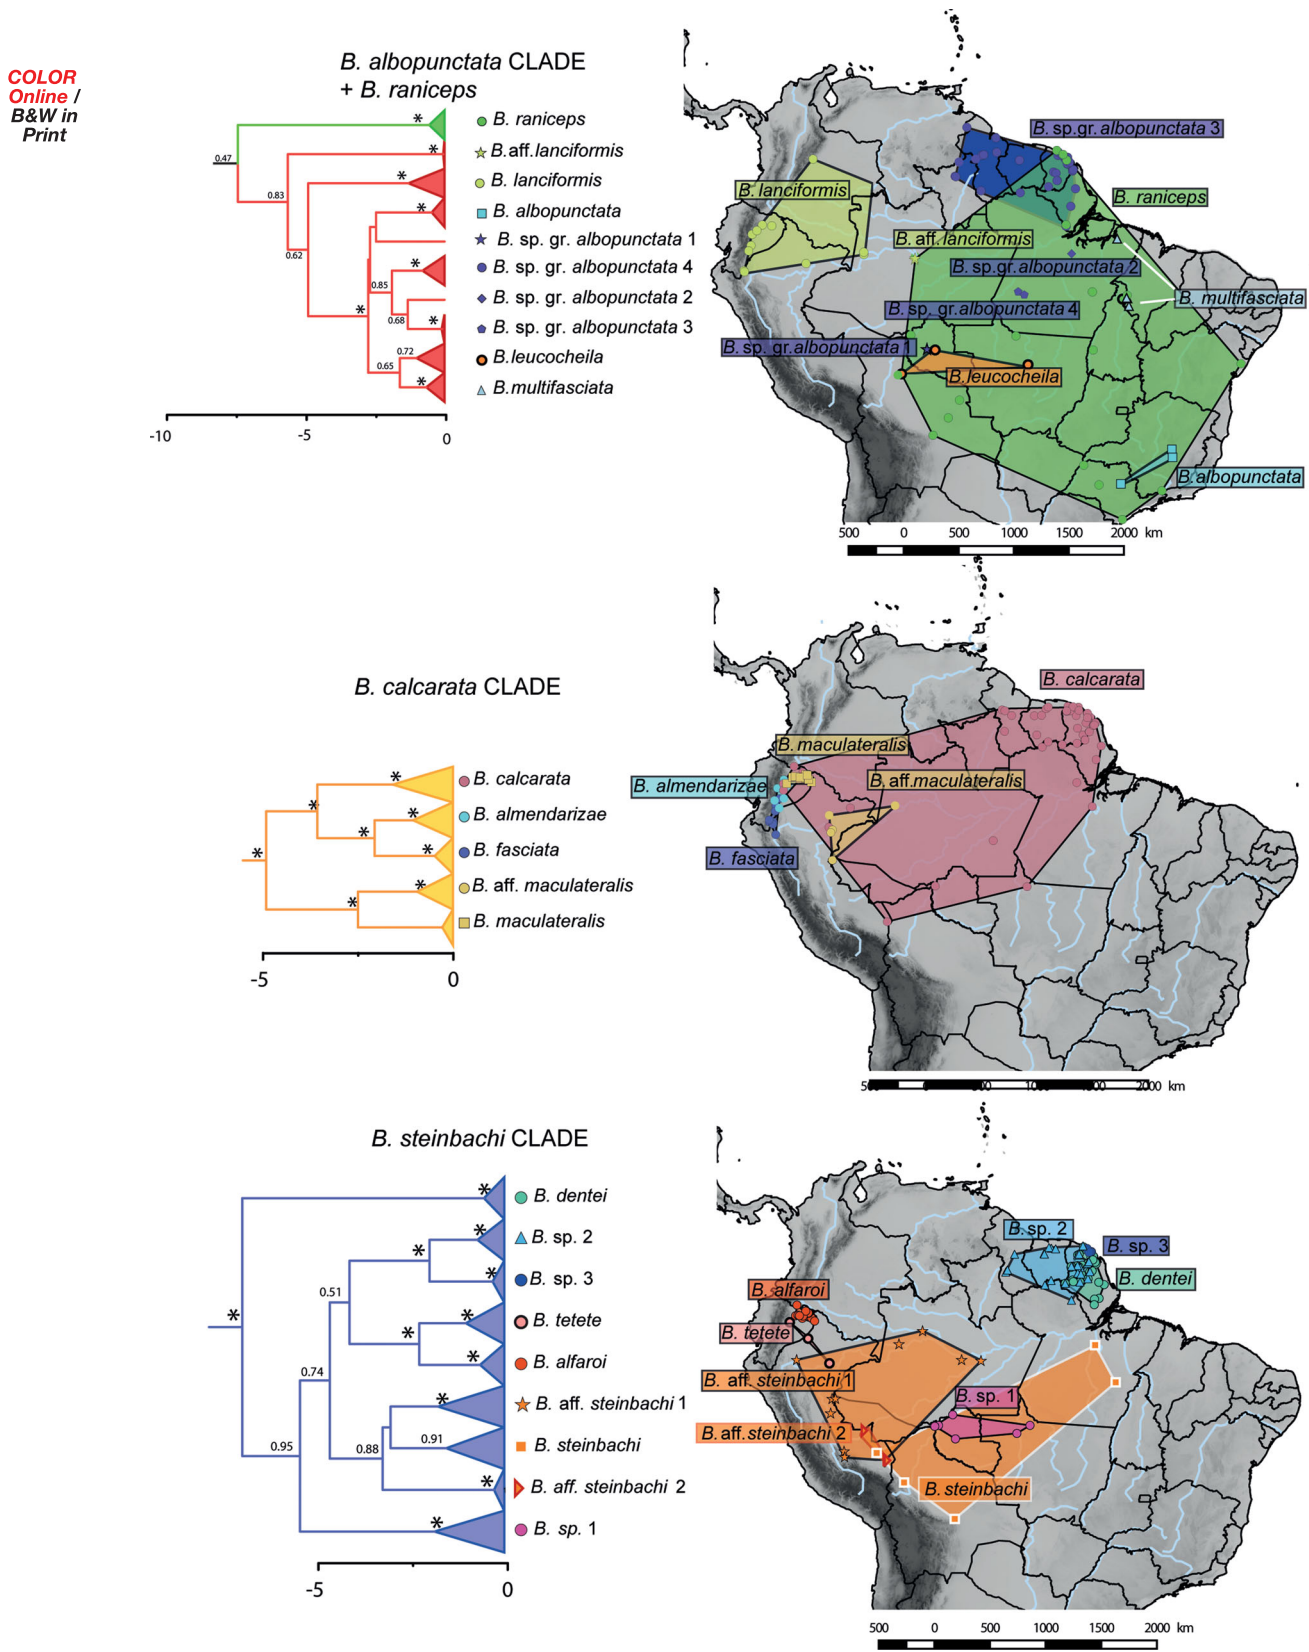 COLOR
Online /
B&W in
Print
B. albopunctata CLADE
+ B. raniceps
*
0.47
*
0.83
*
*
0.62
*
0.85
*
*
0.68
0.72
0.65
*
-10
-5
0
B. raniceps
B.aff.lanciformis
B. lanciformis
B. albopunctata
B. sp. gr. albopunctata 1
B. sp. gr. albopunctata 4
B. sp. gr. albopunctata 2
B. sp. gr. albopunctata 3
B.leucocheila
B.multifasciata
B. sp.gr. albopunctata 3
B. lanciformis
B. raniceps
B. aff.lanciformis
B. sp.gr. albopunctata 2
B. multifasciata
B. sp. gr. albopunctata 4
B. sp. gr. albopunctata 1
B.leucocheila
B.albopunctata
500 0 500 1000 1500 2000 km
B. calcarata CLADE
*
*
*
*
*
*
*
*
-5
0
B. calcarata
B. almendarizae
B. fasciata
B. aff. maculateralis
B. maculateralis
B. calcarata
B. maculateralis
B. aff.maculateralis
B. almendarizae
B. fasciata
2000 km
B. steinbachi CLADE
*
*
*
*
0.51
*
*
*
*
0.74
*
0.91
0.88
0.95
*
*
-5
0
B. dentei
B. sp. 2
B. sp. 3
B. tetete
B. alfaroi
B. aff. steinbachi 1
B. steinbachi
B. aff. steinbachi 2
B. sp. 1
B. sp. 2
B. sp. 3
B. dentei
B. alfaroi
B. tetete
B. aff. steinbachi 1
B. sp. 1
B. aff. steinbachi 2
B. steinbachi
500 0 500 1000 1500 2000 km